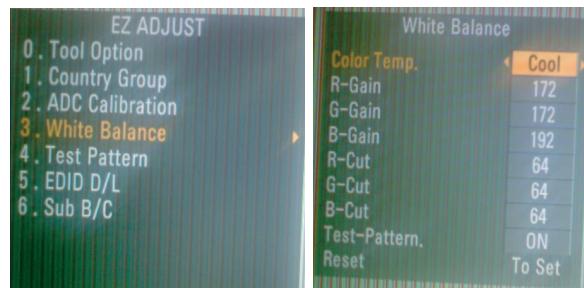 EZ ADJUST
0 . Tool Option
1 . Country Group
2 . ADC Calibration
3 . White Balance
4 . Test Pattern
5 . EDID D/L
6 . Sub B/C
White Balance
Color Temp. Cool
R-Gain 172
G-Gain 172
B-Gain 192
R-Cut 64
G-Cut 64
B-Cut 64
Test-Pattern. ON
Reset To Set